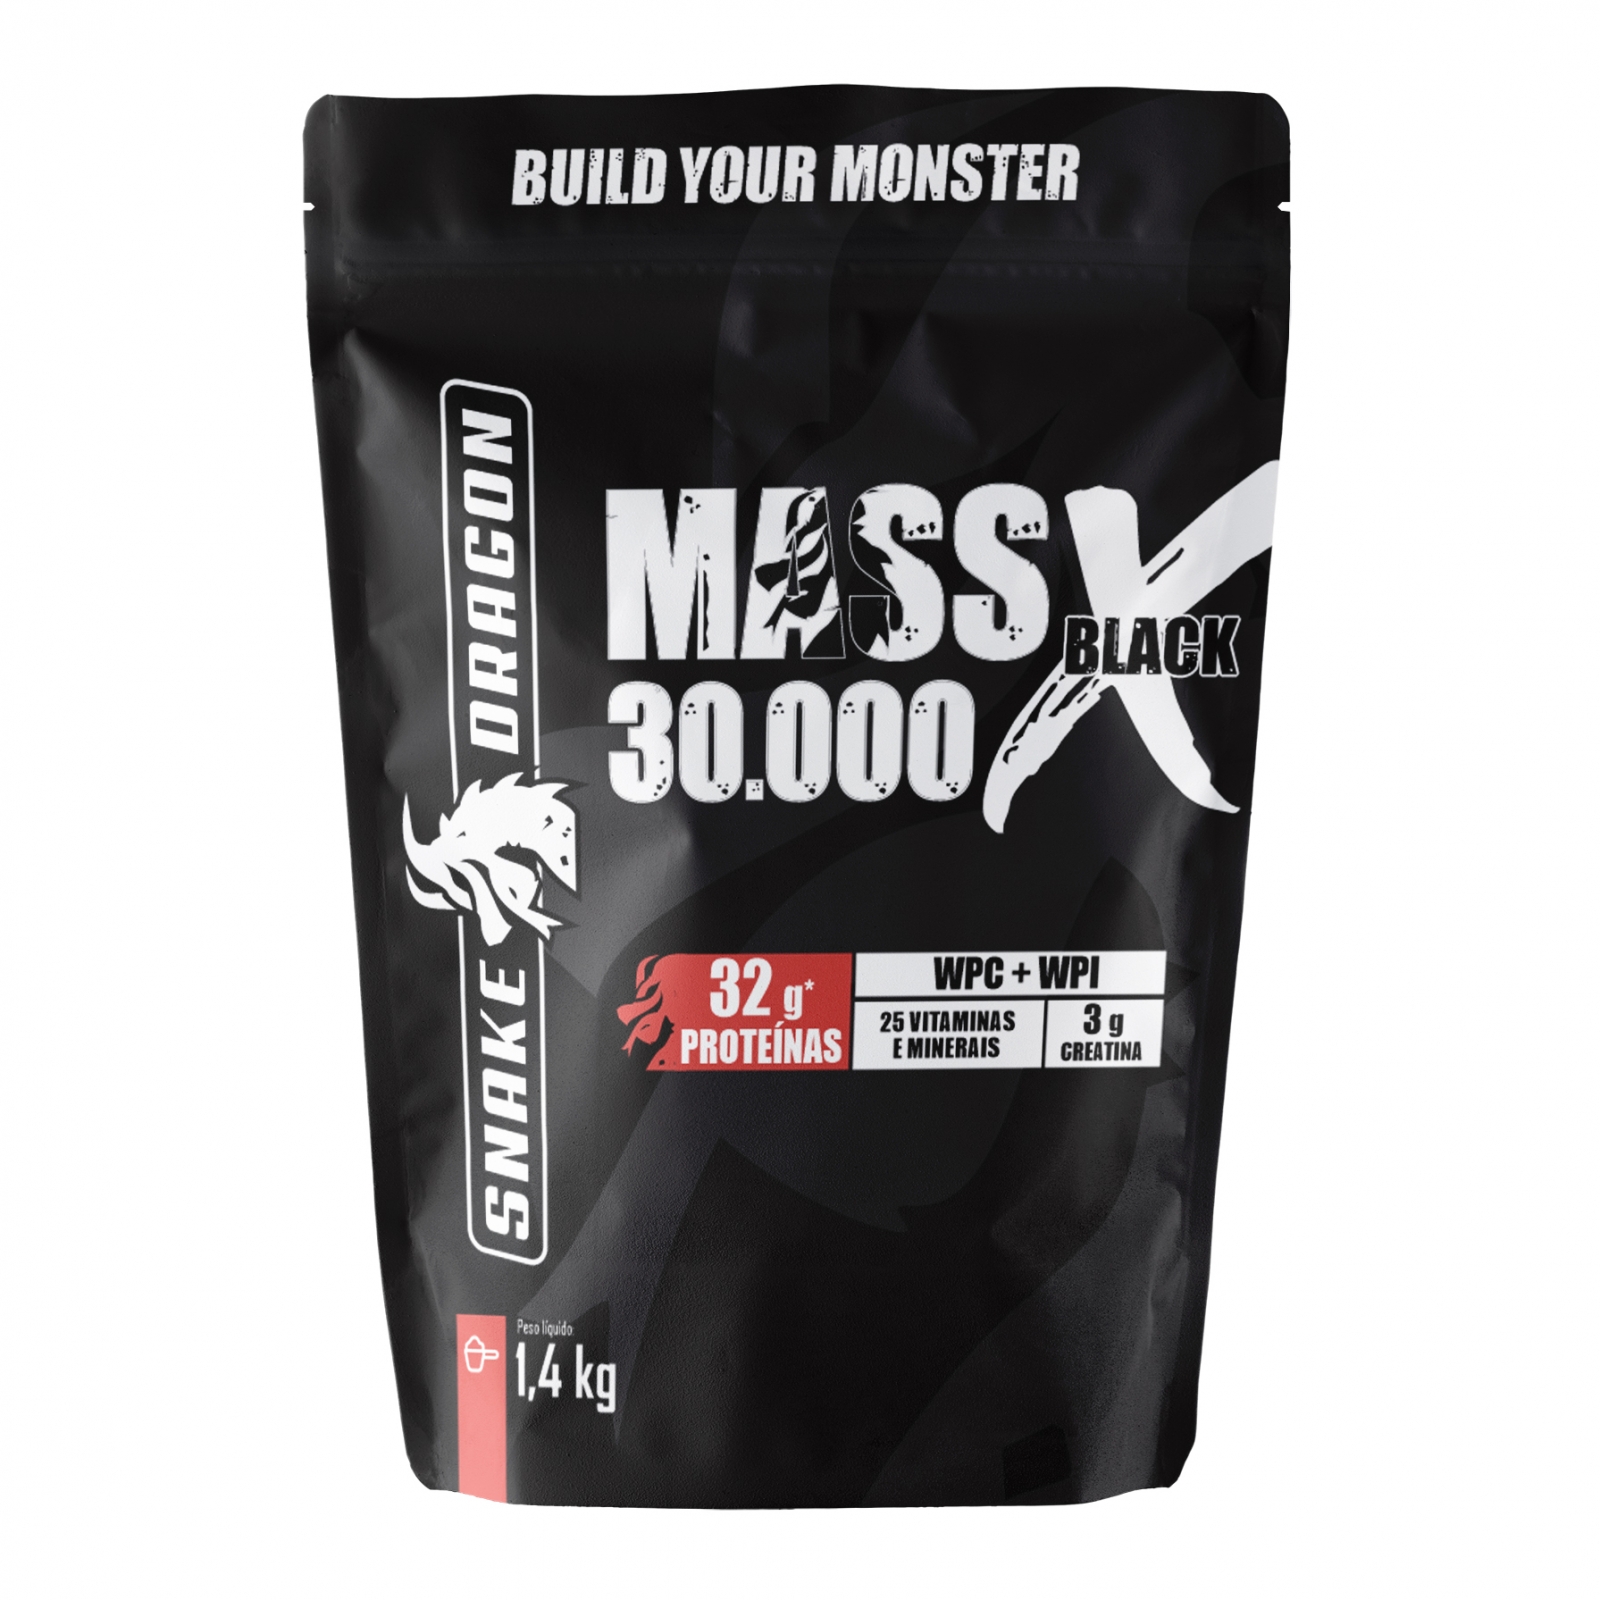 BUILD YOUR MONSTER
SNAKE DRAGON
MASS X
BLACK
30.000
32 g*
PROTEÍNAS
WPC + WPI
25 VITAMINAS
E MINERAIS
3 g
CREATINA
Peso líquido
1,4 kg